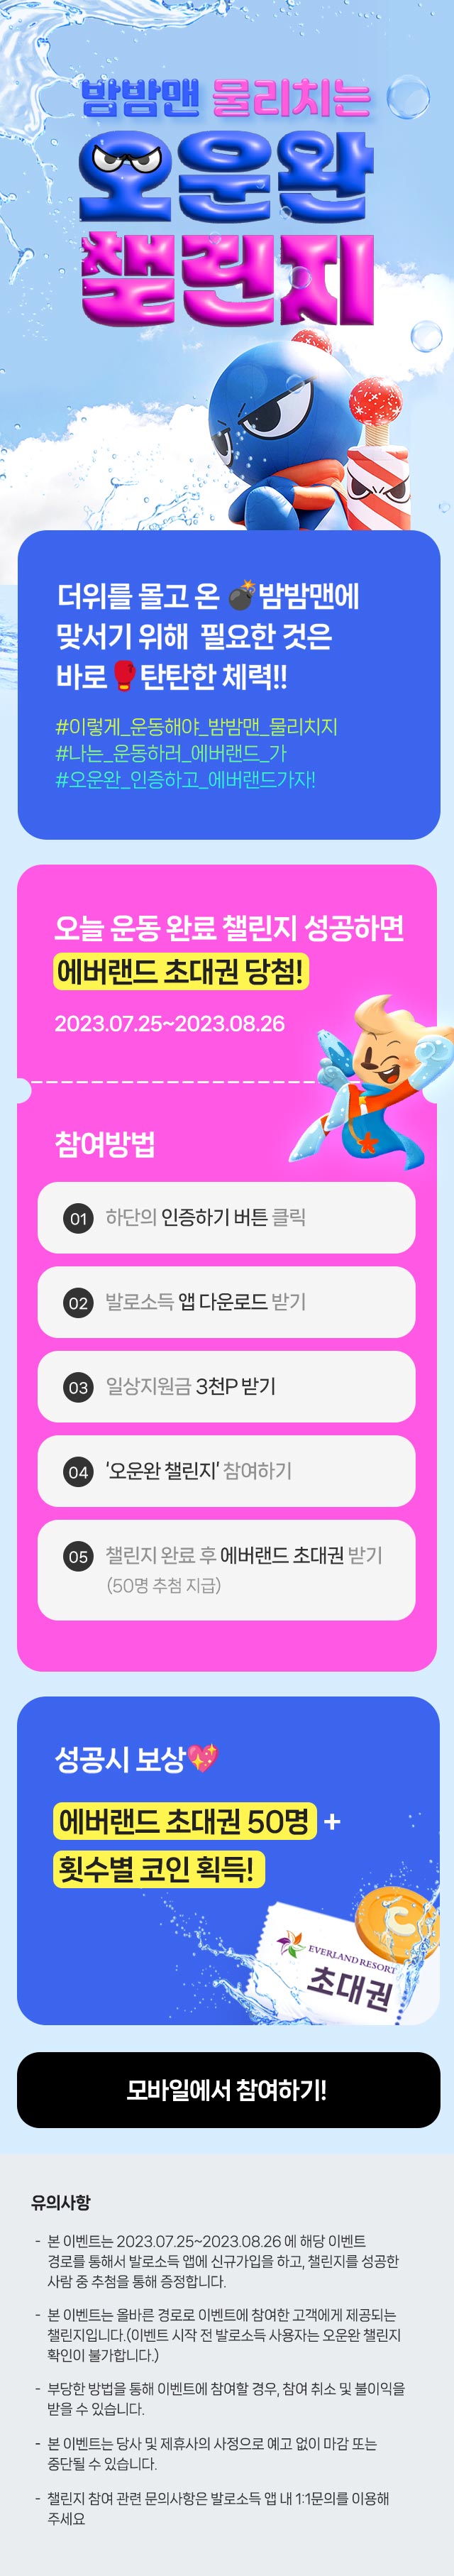 밤밤맨 물리치는
오운완
챌린지
더위를 몰고 온 💣밤밤맨에
맞서기 위해 필요한 것은
바로🥊탄탄한 체력!!
#이렇게_운동해야_밤밤맨_물리치지
#나는_운동하러_에버랜드_가
#오운완_인증하고_에버랜드가자!
오늘 운동 완료 챌린지 성공하면
에버랜드 초대권 당첨!
2023.07.25~2023.08.26
참여방법
01 하단의 인증하기 버튼 클릭
02 발로소득 앱 다운로드 받기
03 일상지원금 3천P 받기
04 '오운완 챌린지' 참여하기
05 챌린지 완료 후 에버랜드 초대권 받기
(50명 추첨 지급)
성공시 보상💖
에버랜드 초대권 50명 +
횟수별 코인 획득!
C
EVERLAND RESORT
초대권
모바일에서 참여하기!
유의사항
- 본 이벤트는 2023.07.25~2023.08.26 에 해당 이벤트
경로를 통해서 발로소득 앱에 신규가입을 하고, 챌린지를 성공한
사람 중 추첨을 통해 증정합니다.
- 본 이벤트는 올바른 경로로 이벤트에 참여한 고객에게 제공되는
챌린지입니다.(이벤트 시작 전 발로소득 사용자는 오운완 챌린지
확인이 불가합니다.)
- 부당한 방법을 통해 이벤트에 참여할 경우, 참여 취소 및 불이익을
받을 수 있습니다.
- 본 이벤트는 당사 및 제휴사의 사정으로 예고 없이 마감 또는
중단될 수 있습니다.
- 챌린지 참여 관련 문의사항은 발로소득 앱 내 1:1문의를 이용해
주세요